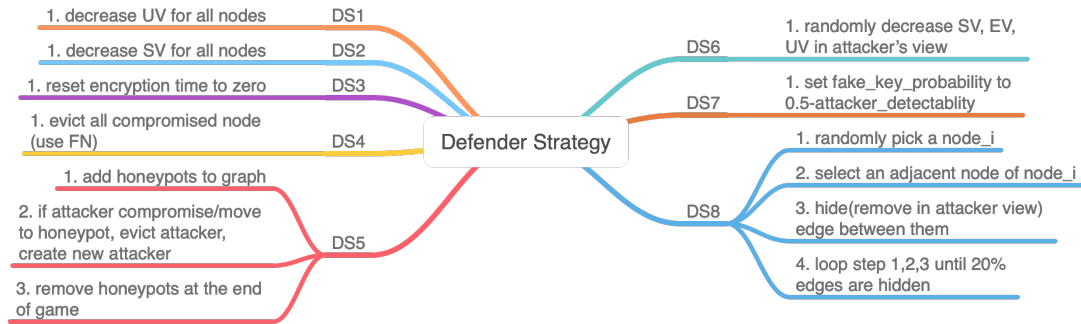 1. decrease UV for all nodes
DS1
1. decrease SV for all nodes
DS2
1. reset encryption time to zero
DS3
1. evict all compromised node
(use FN)
DS4
1. add honeypots to graph
2. if attacker compromise/move
to honeypot, evict attacker,
create new attacker
3. remove honeypots at the end
of game
DS5
Defender Strategy
DS6
1. randomly decrease SV, EV,
UV in attacker's view
DS7
1. set fake_key_probability to
0.5-attacker_detectablity
DS8
1. randomly pick a node_i
2. select an adjacent node of node_i
3. hide(remove in attacker view)
edge between them
4. loop step 1,2,3 until 20%
edges are hidden